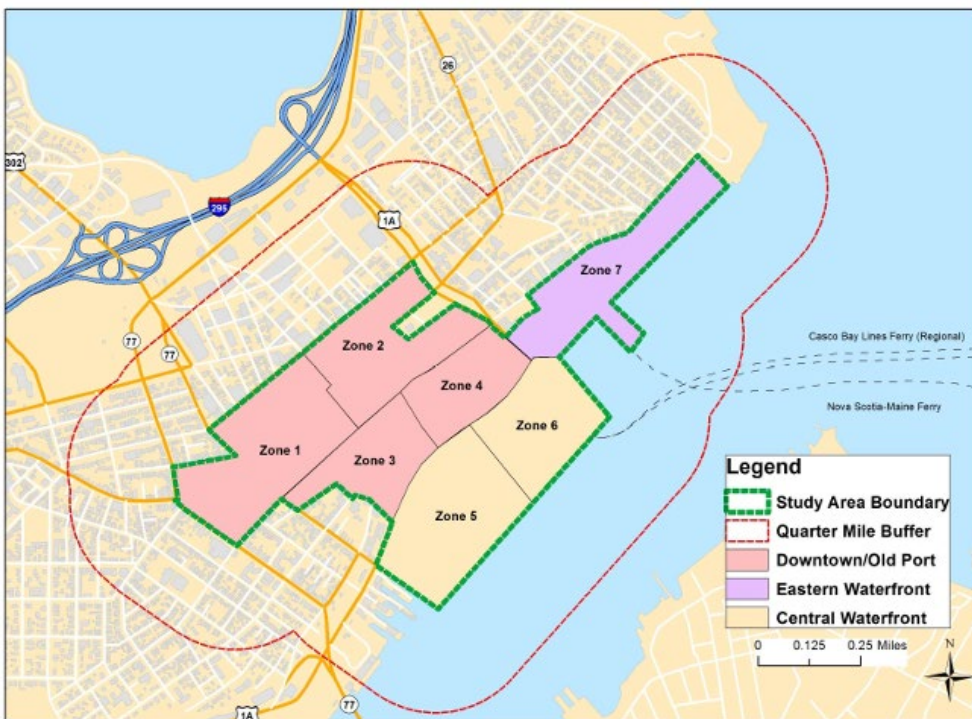 26
302
295
1A
Zone 7
77
77
Zone 2
Casco Bay Lines Ferry (Regional)
Zone 4
Nova Scotia-Maine Ferry
Zone 6
Zone 1
Zone 3
Zone 5
Legend
Study Area Boundary
Quarter Mile Buffer
Downtown/Old Port
Eastern Waterfront
Central Waterfront
0 0.125 0.25 Miles
N
77
1A